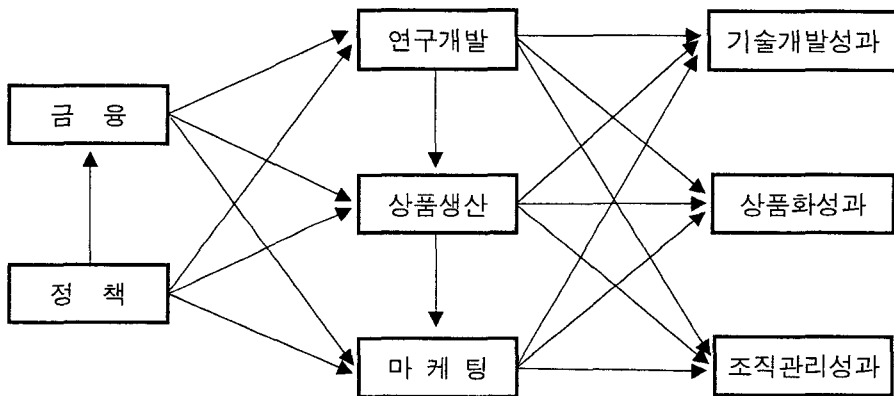 연구개발
기술개발성과
금 융
상품생산
상품화성과
정 책
마 케 팅
조직관리성과